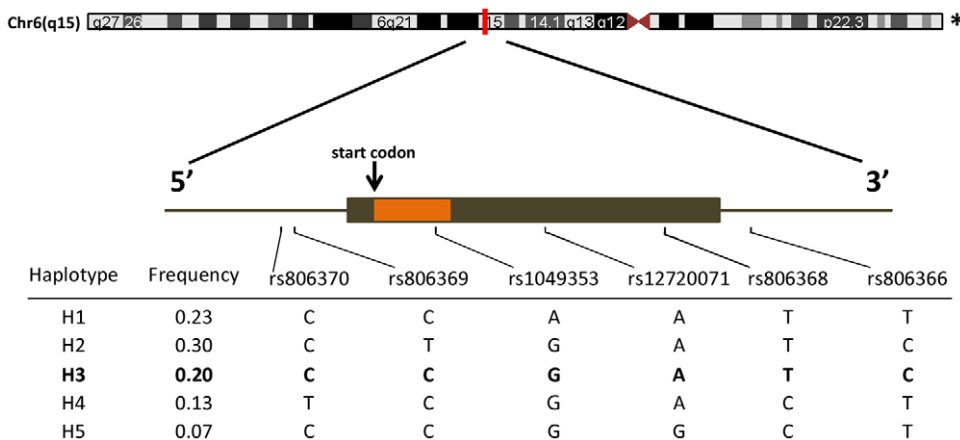 Chr6(q15) q27 26 6q21 15 14.1 q13 q12 p22.3 *
start codon
5’ 3’
Haplotype Frequency rs806370 rs806369 rs1049353 rs12720071 rs806368 rs806366
H1 0.23 C C A A T T
H2 0.30 C T G A T C
H3 0.20 C C G A T C
H4 0.13 T C G A C T
H5 0.07 C C G G C T